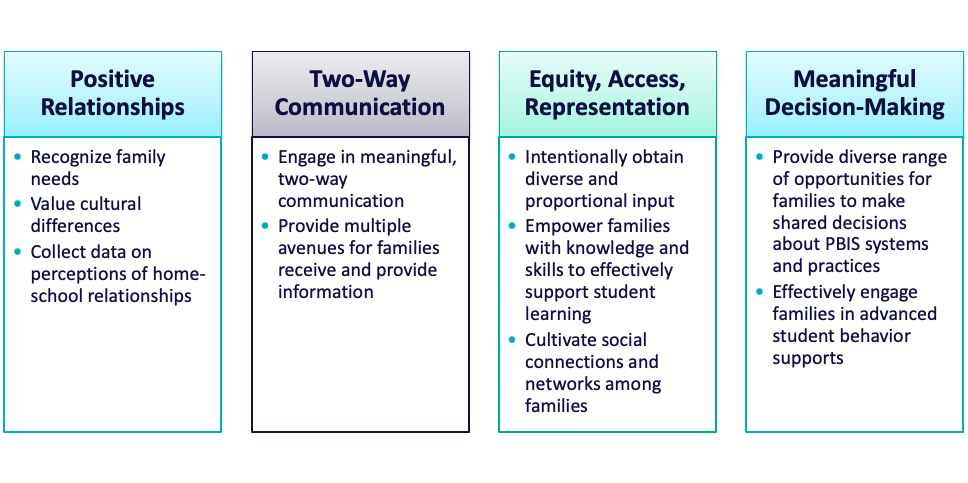 Positive
Relationships
• Recognize family
needs
• Value cultural
differences
• Collect data on
perceptions of home-
school relationships
Two-Way
Communication
• Engage in meaningful,
two-way
communication
• Provide multiple
avenues for families
receive and provide
information
Equity, Access,
Representation
• Intentionally obtain
diverse and
proportional input
• Empower families
with knowledge and
skills to effectively
support student
learning
• Cultivate social
connections and
networks among
families
Meaningful
Decision-Making
• Provide diverse range
of opportunities for
families to make
shared decisions
about PBIS systems
and practices
• Effectively engage
families in advanced
student behavior
supports